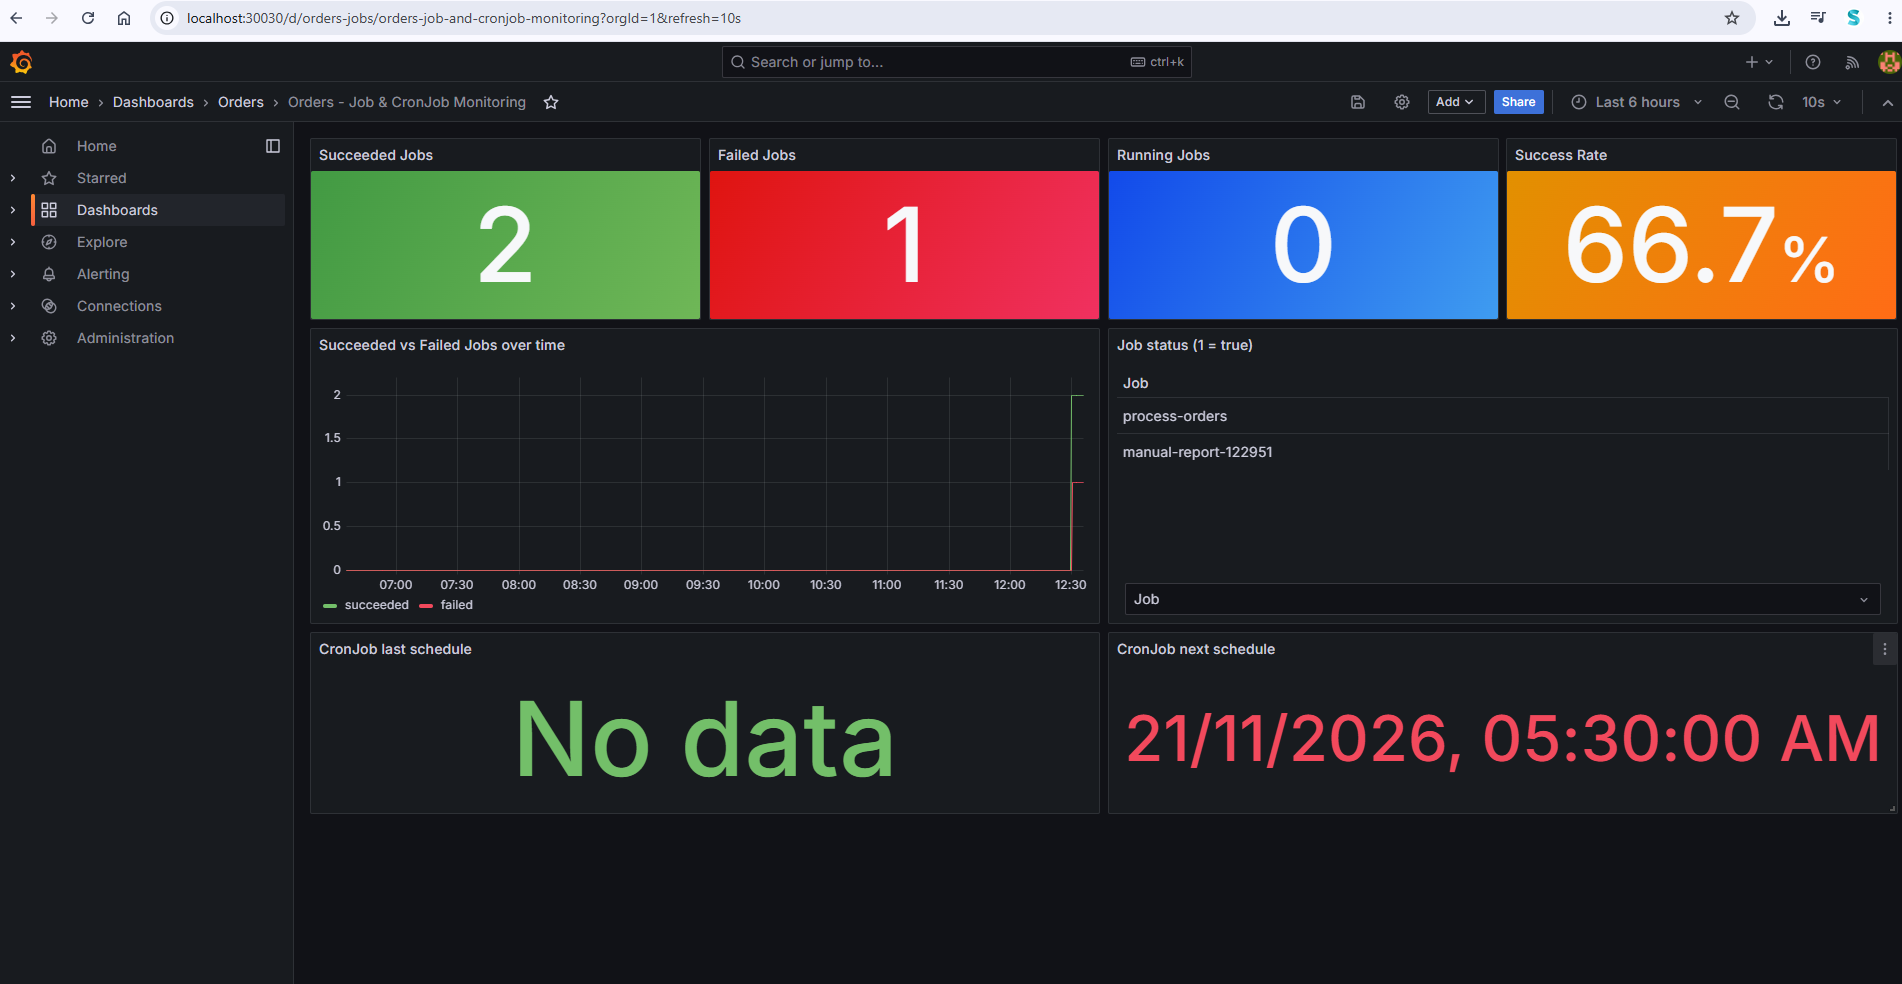 localhost:30030/d/orders-jobs/orders-job-and-cronjob-monitoring?orgId=1&refresh=10s
Search or jump to...
ctrl+k
Home › Dashboards › Orders › Orders - Job & CronJob Monitoring
Add
Share
Last 6 hours
10s
Home
Starred
Dashboards
Explore
Alerting
Connections
Administration
Succeeded Jobs
2
Failed Jobs
1
Running Jobs
0
Success Rate
66.7%
Succeeded vs Failed Jobs over time
2
1.5
1
0.5
0
07:00 07:30 08:00 08:30 09:00 09:30 10:00 10:30 11:00 11:30 12:00 12:30
succeeded failed
Job status (1 = true)
Job
process-orders
manual-report-122951
Job
CronJob last schedule
No data
CronJob next schedule
21/11/2026, 05:30:00 AM